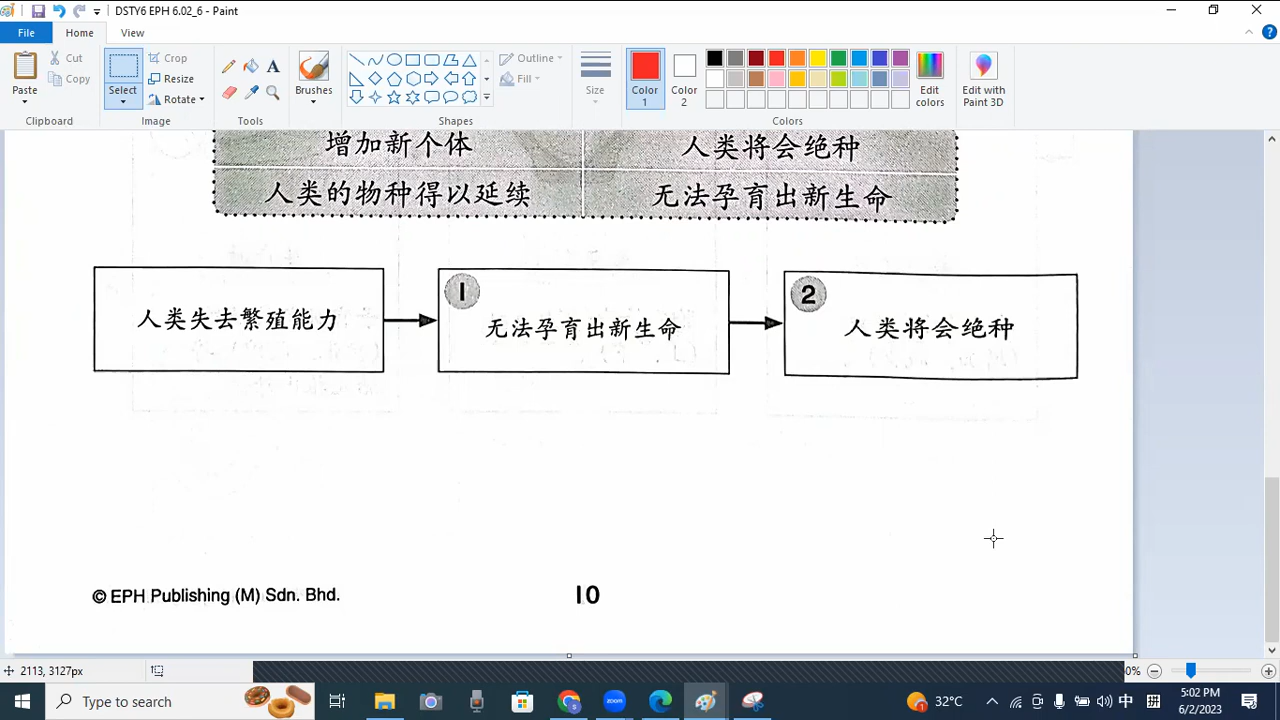 DSTY6 EPH 6.02_6 - Paint
File Home View
Paste Cut Copy Clipboard
Select Crop Resize Rotate Image
Tools
Brushes
Shapes Outline Fill
Size
Color 1 Color 2 Edit colors Edit with Paint 3D
Colors
增加新个体 人类将会绝种
人类的物种得以延续 无法孕育出新生命
人类失去繁殖能力
1 无法孕育出新生命
2 人类将会绝种
© EPH Publishing (M) Sdn. Bhd. 10
2113, 3127px
Type to search
zoom
32°C
中
拼
5:02 PM
6/2/2023